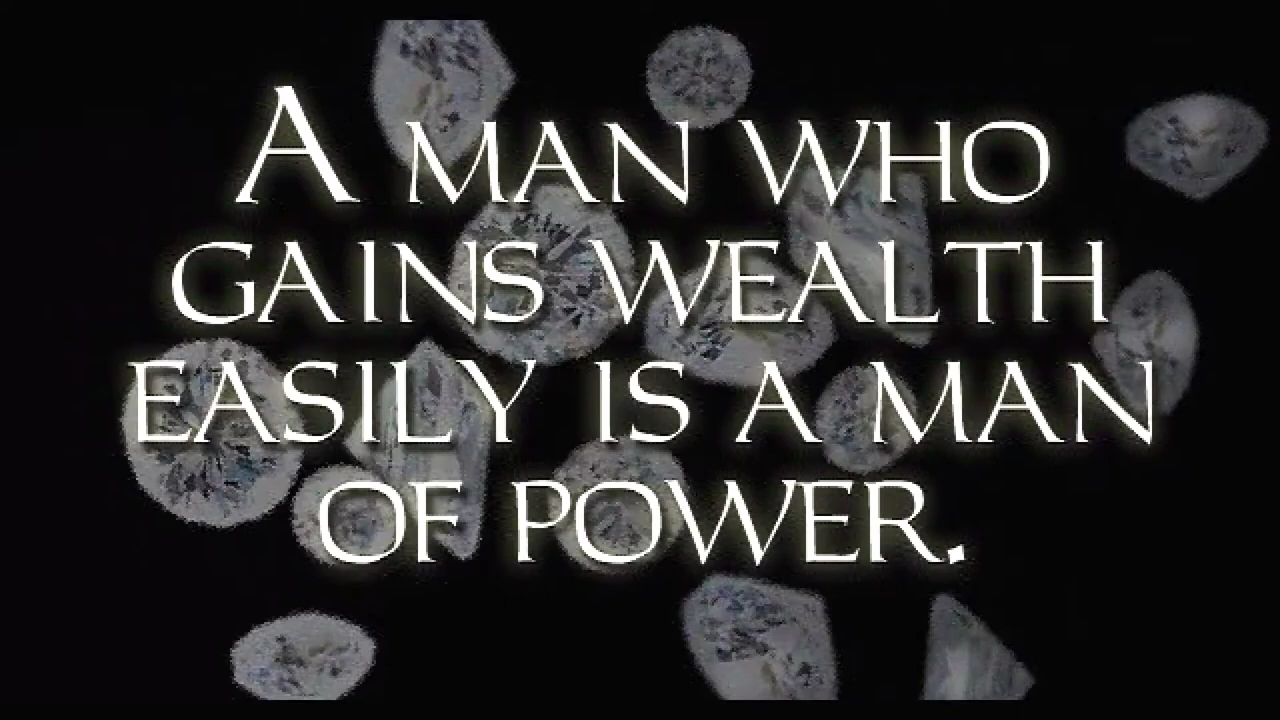 A MAN WHO
GAINS WEALTH
EASILY IS A MAN
OF POWER.